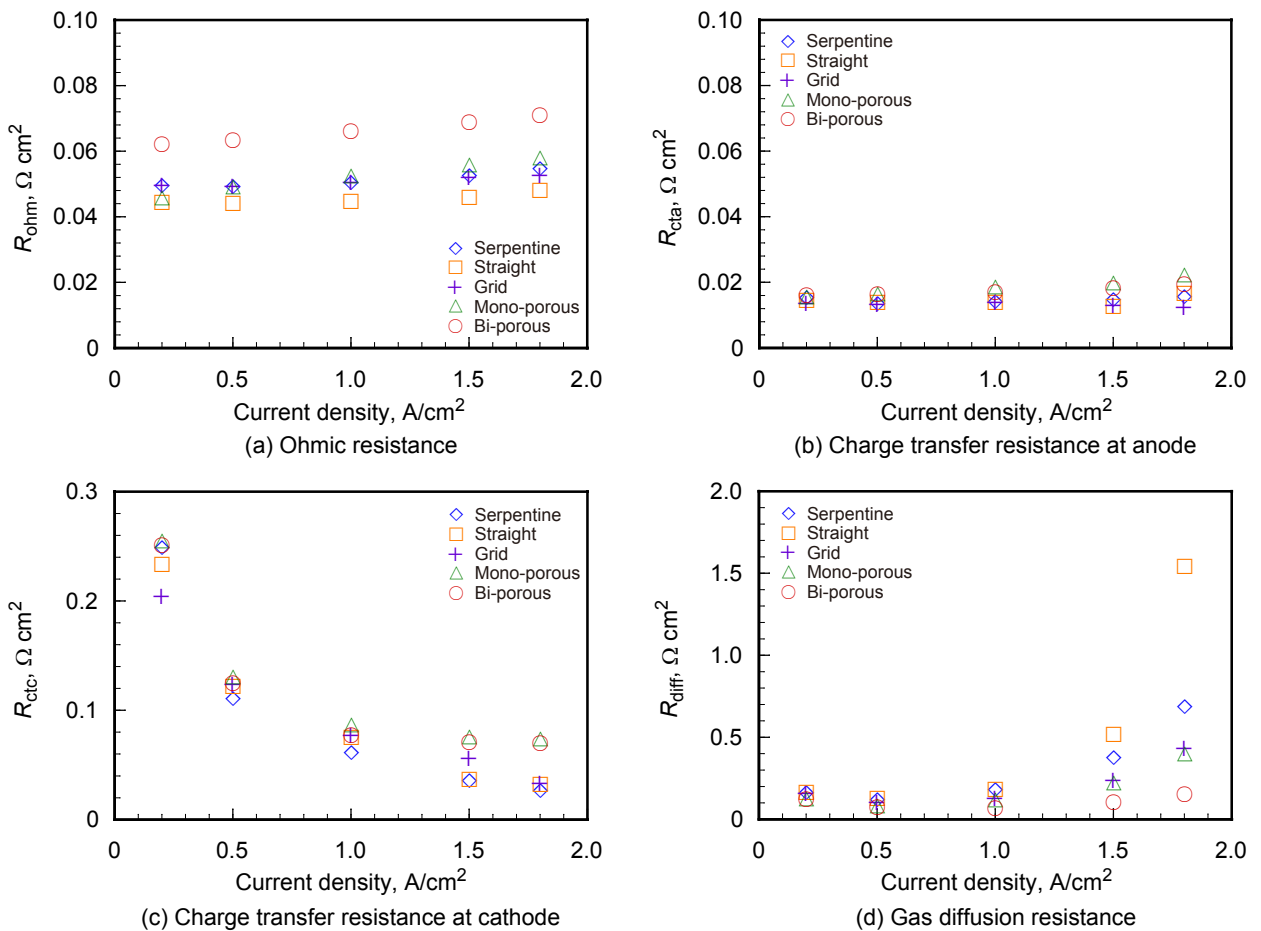 0.10
0.08
0.06
0.04
0.02
0
R_ohm, Ω cm²
Serpentine
Straight
Grid
Mono-porous
Bi-porous
0 0.5 1.0 1.5 2.0
Current density, A/cm²
(a) Ohmic resistance
0.10
0.08
0.06
0.04
0.02
0
R_cta, Ω cm²
Serpentine
Straight
Grid
Mono-porous
Bi-porous
0 0.5 1.0 1.5 2.0
Current density, A/cm²
(b) Charge transfer resistance at anode
0.3
0.2
0.1
0
R_ctc, Ω cm²
Serpentine
Straight
Grid
Mono-porous
Bi-porous
0 0.5 1.0 1.5 2.0
Current density, A/cm²
(c) Charge transfer resistance at cathode
2.0
1.5
1.0
0.5
0
R_diff, Ω cm²
Serpentine
Straight
Grid
Mono-porous
Bi-porous
0 0.5 1.0 1.5 2.0
Current density, A/cm²
(d) Gas diffusion resistance